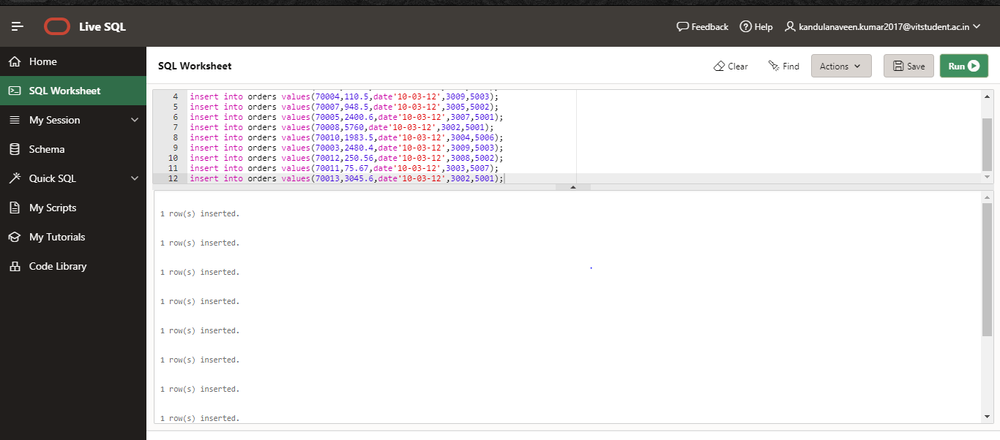 Live SQL
Feedback
Help
kandulanaveen.kumar2017@vitstudent.ac.in
Home
SQL Worksheet
My Session
Schema
Quick SQL
My Scripts
My Tutorials
Code Library
SQL Worksheet
Clear
Find
Actions
Save
Run
4 insert into orders values(70004,110.5,date'10-03-12',3009,5003);
5 insert into orders values(70007,948.5,date'10-03-12',3005,5002);
6 insert into orders values(70005,2400.6,date'10-03-12',3007,5001);
7 insert into orders values(70008,5760,date'10-03-12',3002,5001);
8 insert into orders values(70010,1983.5,date'10-03-12',3004,5006);
9 insert into orders values(70003,2480.4,date'10-03-12',3009,5003);
10 insert into orders values(70012,250.56,date'10-03-12',3008,5002);
11 insert into orders values(70011,75.67,date'10-03-12',3003,5007);
12 insert into orders values(70013,3045.6,date'10-03-12',3002,5001);
1 row(s) inserted.
1 row(s) inserted.
1 row(s) inserted.
1 row(s) inserted.
1 row(s) inserted.
1 row(s) inserted.
1 row(s) inserted.
1 row(s) inserted.